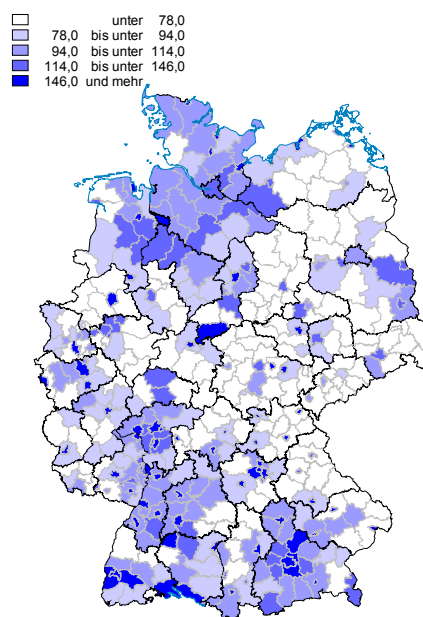 unter 78,0
78,0 bis unter 94,0
94,0 bis unter 114,0
114,0 bis unter 146,0
146,0 und mehr